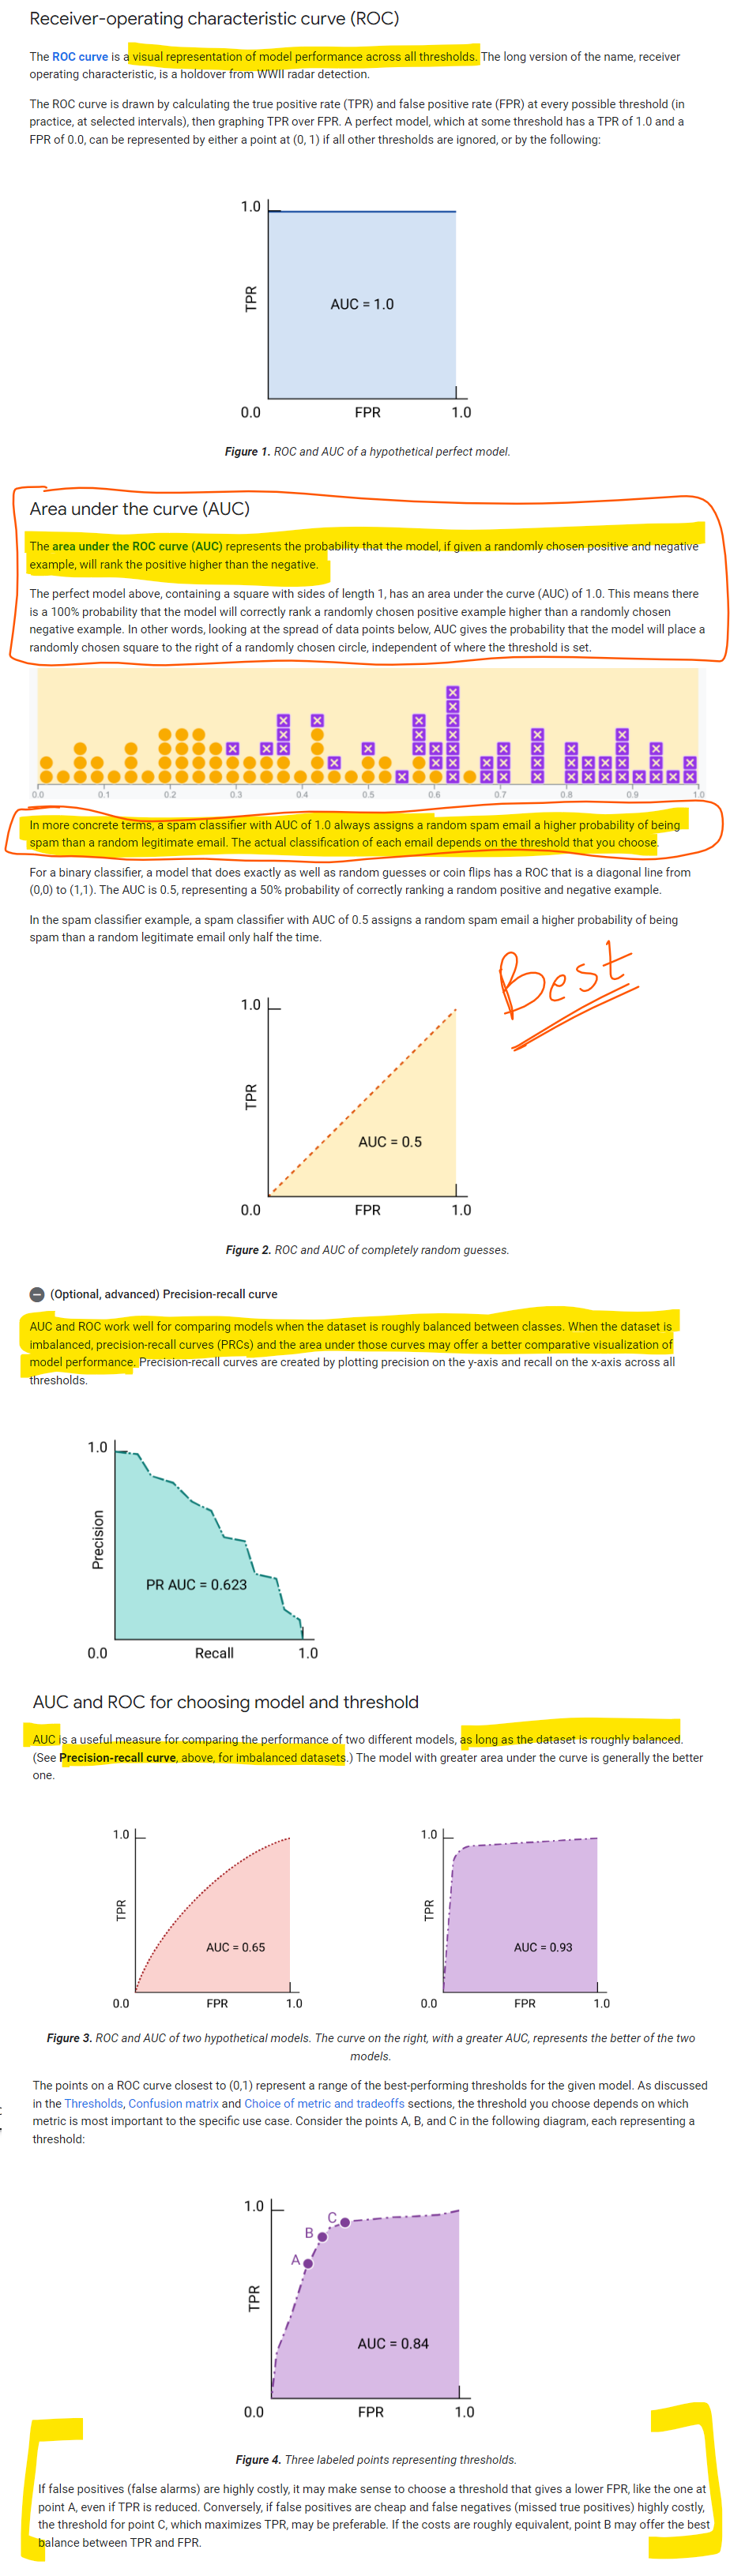 Receiver-operating characteristic curve (ROC)
The ROC curve is a visual representation of model performance across all thresholds. The long version of the name, receiver
operating characteristic, is a holdover from WWII radar detection.
The ROC curve is drawn by calculating the true positive rate (TPR) and false positive rate (FPR) at every possible threshold (in
practice, at selected intervals), then graphing TPR over FPR. A perfect model, which at some threshold has a TPR of 1.0 and a
FPR of 0.0, can be represented by either a point at (0, 1) if all other thresholds are ignored, or by the following:
1.0
TPR
AUC = 1.0
0.0 FPR 1.0
Figure 1. ROC and AUC of a hypothetical perfect model.
Area under the curve (AUC)
The area under the ROC curve (AUC) represents the probability that the model, if given a randomly chosen positive and negative
example, will rank the positive higher than the negative.
The perfect model above, containing a square with sides of length 1, has an area under the curve (AUC) of 1.0. This means there
is a 100% probability that the model will correctly rank a randomly chosen positive example higher than a randomly chosen
negative example. In other words, looking at the spread of data points below, AUC gives the probability that the model will place a
randomly chosen square to the right of a randomly chosen circle, independent of where the threshold is set.
0.0 0.1 0.2 0.3 0.4 0.5 0.6 0.7 0.8 0.9 1.0
In more concrete terms, a spam classifier with AUC of 1.0 always assigns a random spam email a higher probability of being
spam than a random legitimate email. The actual classification of each email depends on the threshold that you choose.
For a binary classifier, a model that does exactly as well as random guesses or coin flips has a ROC that is a diagonal line from
(0,0) to (1,1). The AUC is 0.5, representing a 50% probability of correctly ranking a random positive and negative example.
In the spam classifier example, a spam classifier with AUC of 0.5 assigns a random spam email a higher probability of being
spam than a random legitimate email only half the time.
Best
1.0
TPR
AUC = 0.5
0.0 FPR 1.0
Figure 2. ROC and AUC of completely random guesses.
(Optional, advanced) Precision-recall curve
AUC and ROC work well for comparing models when the dataset is roughly balanced between classes. When the dataset is
imbalanced, precision-recall curves (PRCs) and the area under those curves may offer a better comparative visualization of
model performance. Precision-recall curves are created by plotting precision on the y-axis and recall on the x-axis across all
thresholds.
1.0
Precision
PR AUC = 0.623
0.0 Recall 1.0
AUC and ROC for choosing model and threshold
AUC is a useful measure for comparing the performance of two different models, as long as the dataset is roughly balanced.
(See Precision-recall curve, above, for imbalanced datasets.) The model with greater area under the curve is generally the better
one.
1.0 1.0
TPR TPR
AUC = 0.65 AUC = 0.93
0.0 FPR 1.0 0.0 FPR 1.0
Figure 3. ROC and AUC of two hypothetical models. The curve on the right, with a greater AUC, represents the better of the two
models.
The points on a ROC curve closest to (0,1) represent a range of the best-performing thresholds for the given model. As discussed
in the Thresholds, Confusion matrix and Choice of metric and tradeoffs sections, the threshold you choose depends on which
metric is most important to the specific use case. Consider the points A, B, and C in the following diagram, each representing a
threshold:
1.0
C
B
A
TPR
AUC = 0.84
0.0 FPR 1.0
Figure 4. Three labeled points representing thresholds.
If false positives (false alarms) are highly costly, it may make sense to choose a threshold that gives a lower FPR, like the one at
point A, even if TPR is reduced. Conversely, if false positives are cheap and false negatives (missed true positives) highly costly,
the threshold for point C, which maximizes TPR, may be preferable. If the costs are roughly equivalent, point B may offer the best
balance between TPR and FPR.